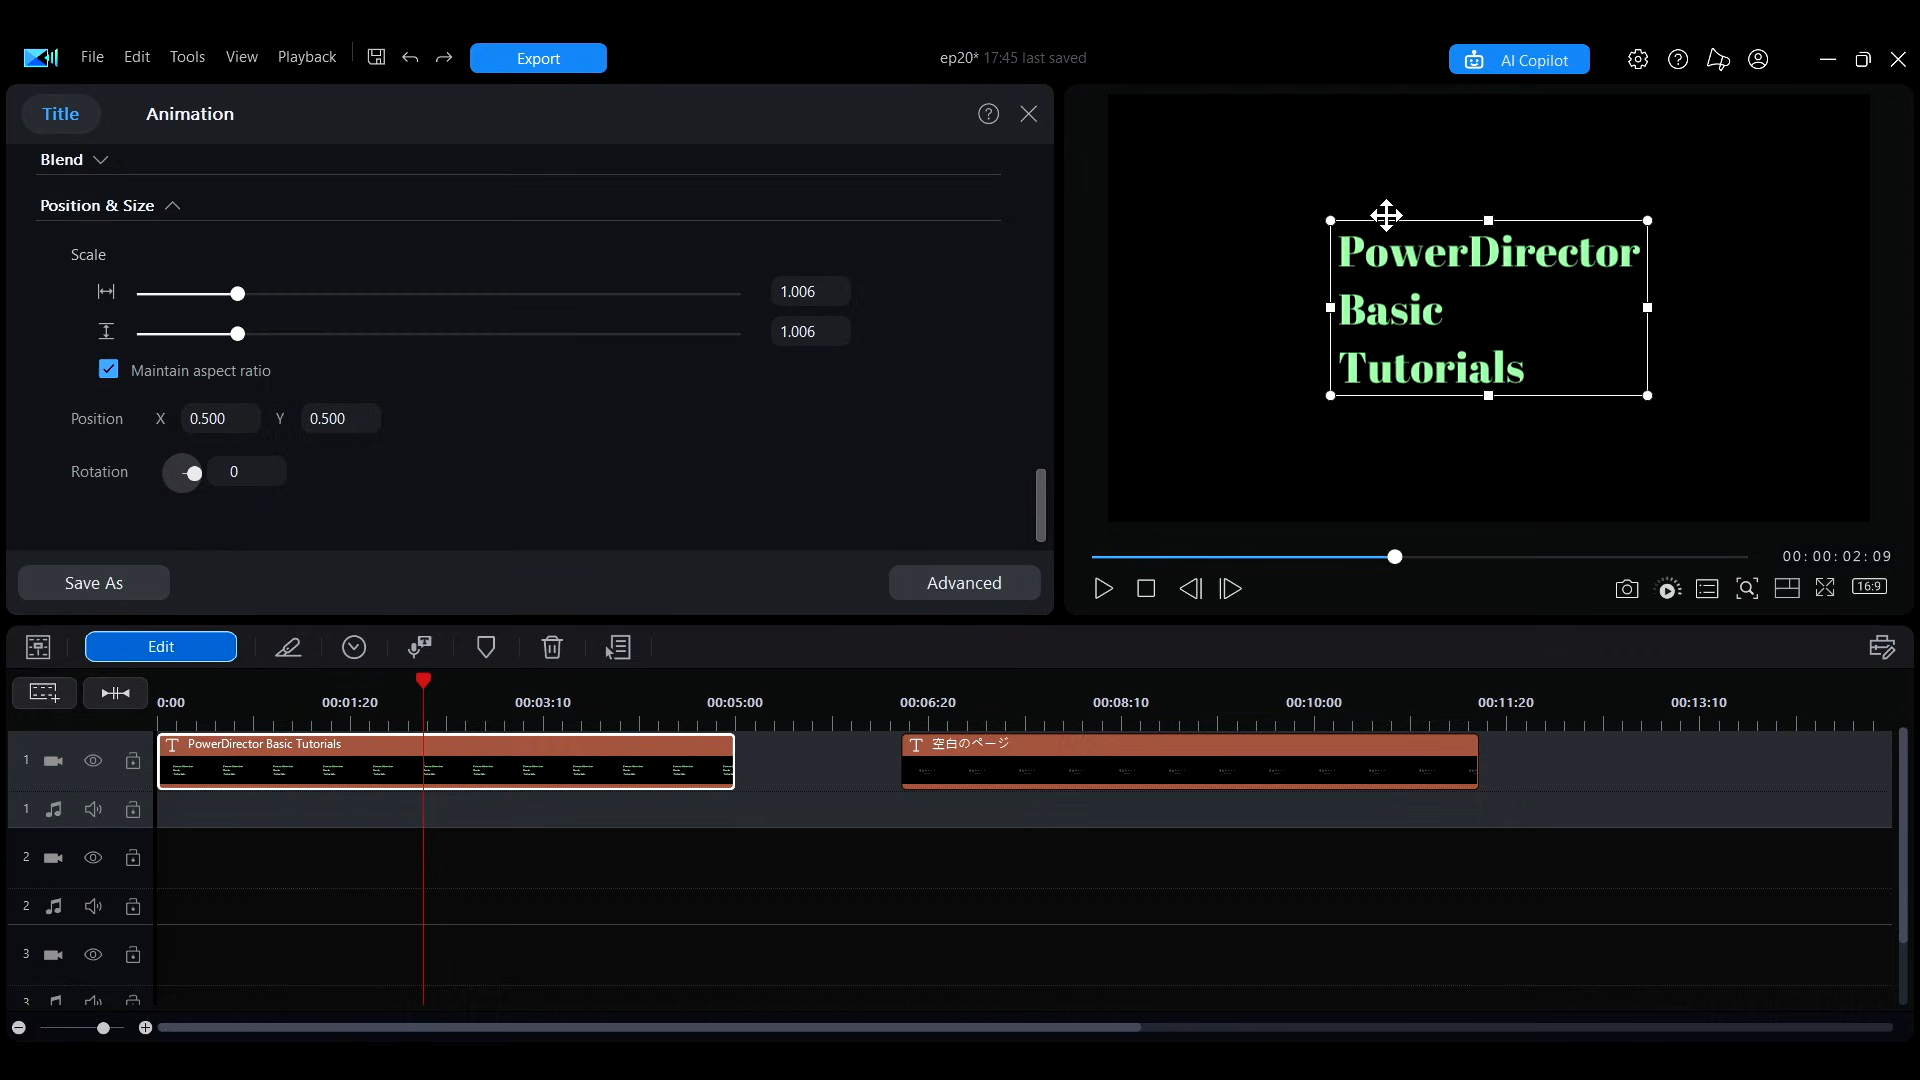 File Edit Tools View Playback Export ep20* 17:45 last saved AI Copilot
Title Animation
Blend
Position & Size
Scale
1.006
1.006
Maintain aspect ratio
Position X 0.500 Y 0.500
Rotation 0
Save As Advanced
PowerDirector
Basic
Tutorials
00:00:02:09
16:9
Edit
0:00 00:01:20 00:03:10 00:05:00 00:06:20 00:08:10 00:10:00 00:11:20 00:13:10
1 PowerDirector Basic Tutorials 空白のページ
1
2
2
3
3